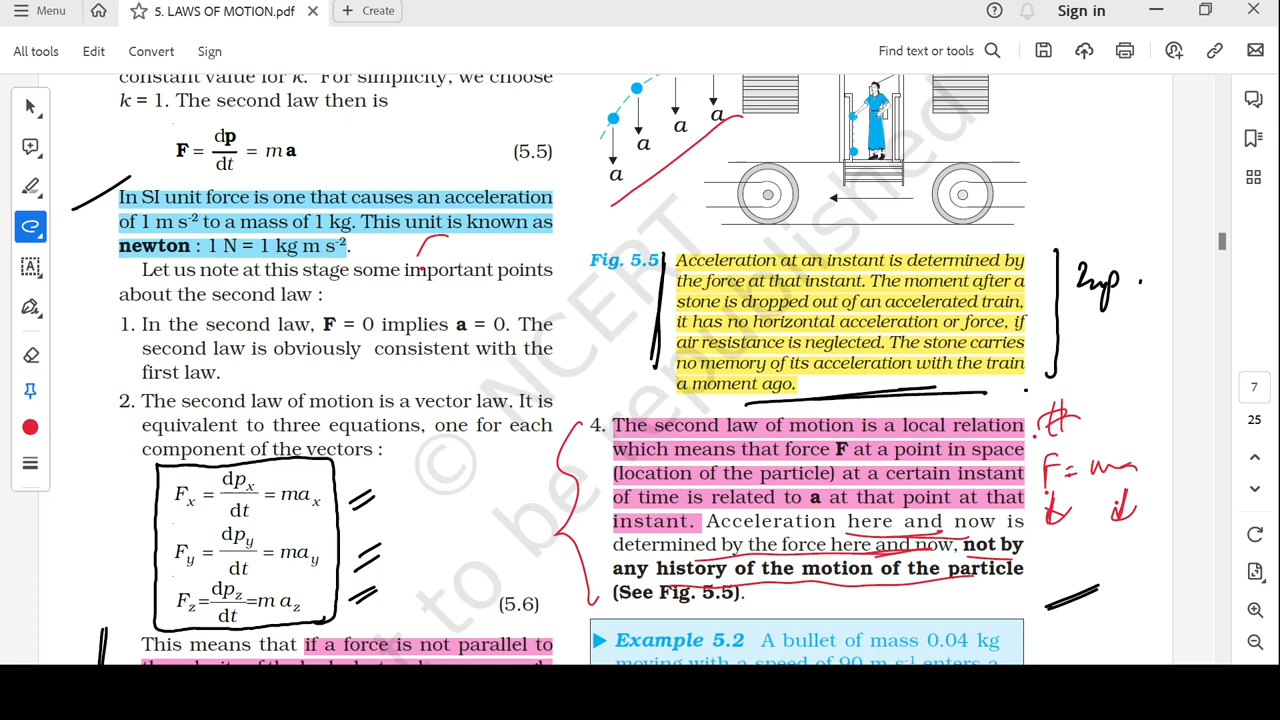 Menu
5. LAWS OF MOTION.pdf
Create
Sign in
All tools
Edit
Convert
Sign
Find text or tools
constant value for k. For simplicity, we choose
k = 1. The second law then is
F = dp/dt = m a (5.5)
In SI unit force is one that causes an acceleration
of 1 m s-2 to a mass of 1 kg. This unit is known as
newton : 1 N = 1 kg m s-2.
Let us note at this stage some important points
about the second law :
1. In the second law, F = 0 implies a = 0. The
second law is obviously consistent with the
first law.
2. The second law of motion is a vector law. It is
equivalent to three equations, one for each
component of the vectors :
Fx = dpx/dt = max
Fy = dpy/dt = may
Fz = dpz/dt = m az (5.6)
This means that if a force is not parallel to
a
a
a
a
Fig. 5.5 Acceleration at an instant is determined by
the force at that instant. The moment after a
stone is dropped out of an accelerated train,
it has no horizontal acceleration or force, if
air resistance is neglected. The stone carries
no memory of its acceleration with the train
a moment ago.
4. The second law of motion is a local relation
which means that force F at a point in space
(location of the particle) at a certain instant
of time is related to a at that point at that
instant. Acceleration here and now is
determined by the force here and now, not by
any history of the motion of the particle
(See Fig. 5.5).
Example 5.2 A bullet of mass 0.04 kg
moving with a speed of 90 m s-1 enters a
F = ma
7
25
© NCERT
not to be republished